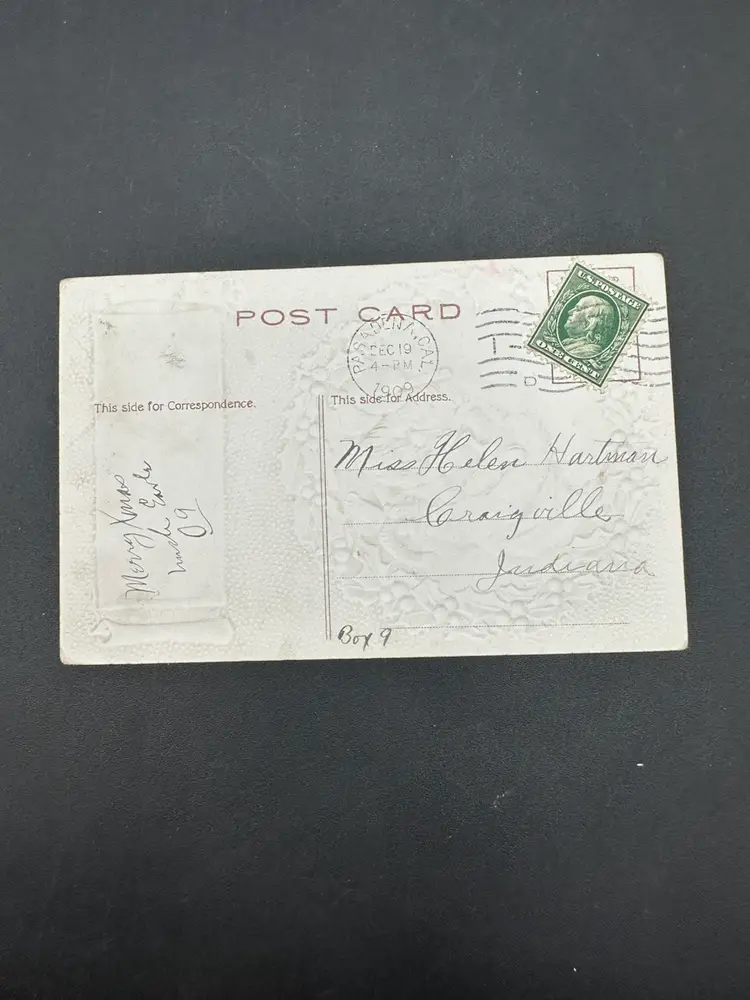 POST CARD
U.S. POSTAGE
ONE CENT
PASADENA, CAL.
DEC 19
4-PM
1909
D
This side for Correspondence.
This side for Address.
Merry Xmas
Uncle Earle
09
Miss Helen Hartman
Craigville
Indiana
Box 9